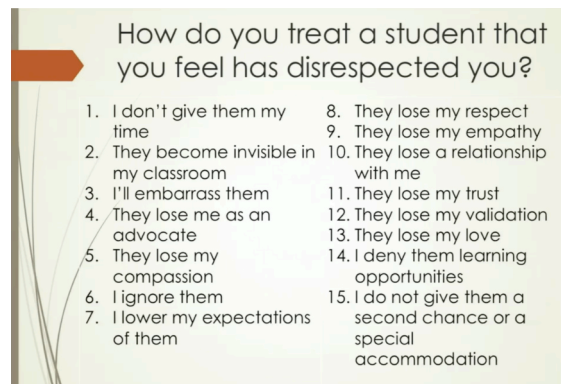 How do you treat a student that
you feel has disrespected you?
1. I don't give them my
time
2. They become invisible in
my classroom
3. I'll embarrass them
4. They lose me as an
advocate
5. They lose my
compassion
6. I ignore them
7. I lower my expectations
of them
8. They lose my respect
9. They lose my empathy
10. They lose a relationship
with me
11. They lose my trust
12. They lose my validation
13. They lose my love
14. I deny them learning
opportunities
15. I do not give them a
second chance or a
special
accommodation